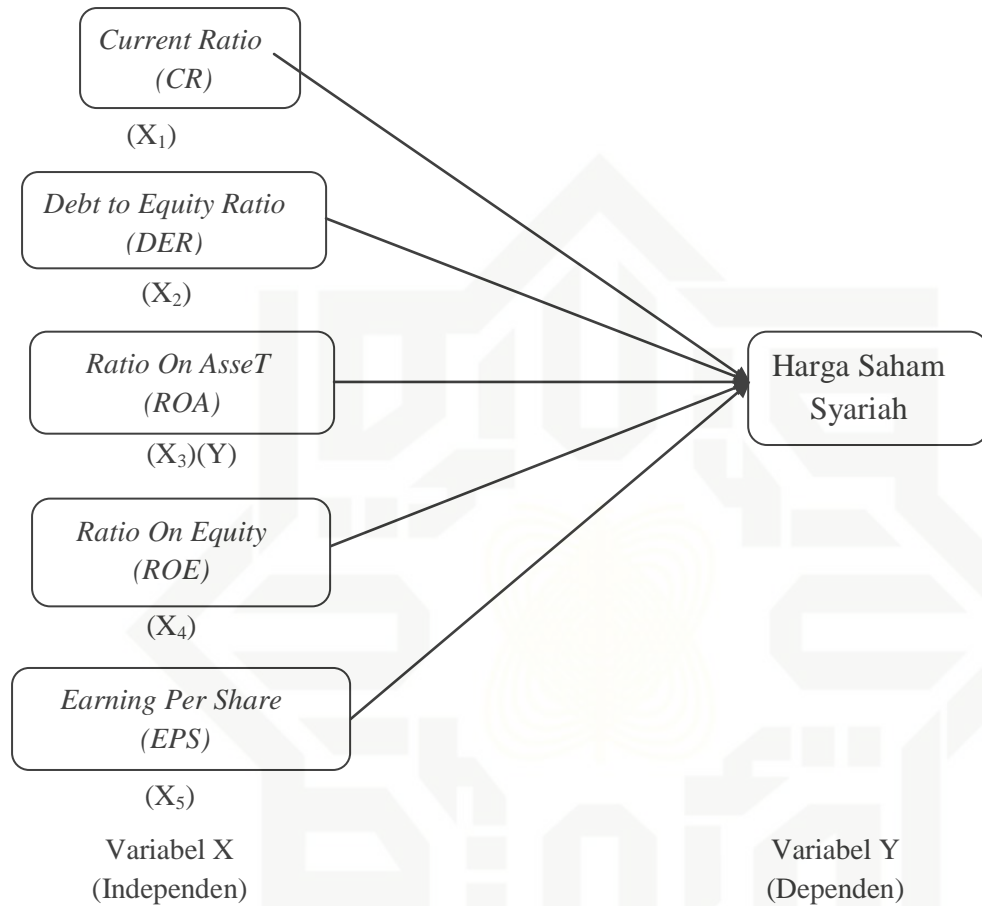 Current Ratio
(CR)
(X₁)
Debt to Equity Ratio
(DER)
(X₂)
Ratio On AsseT
(ROA)
(X₃)(Y)
Ratio On Equity
(ROE)
(X₄)
Earning Per Share
(EPS)
(X₅)
Variabel X
(Independen)
Harga Saham
Syariah
Variabel Y
(Dependen)